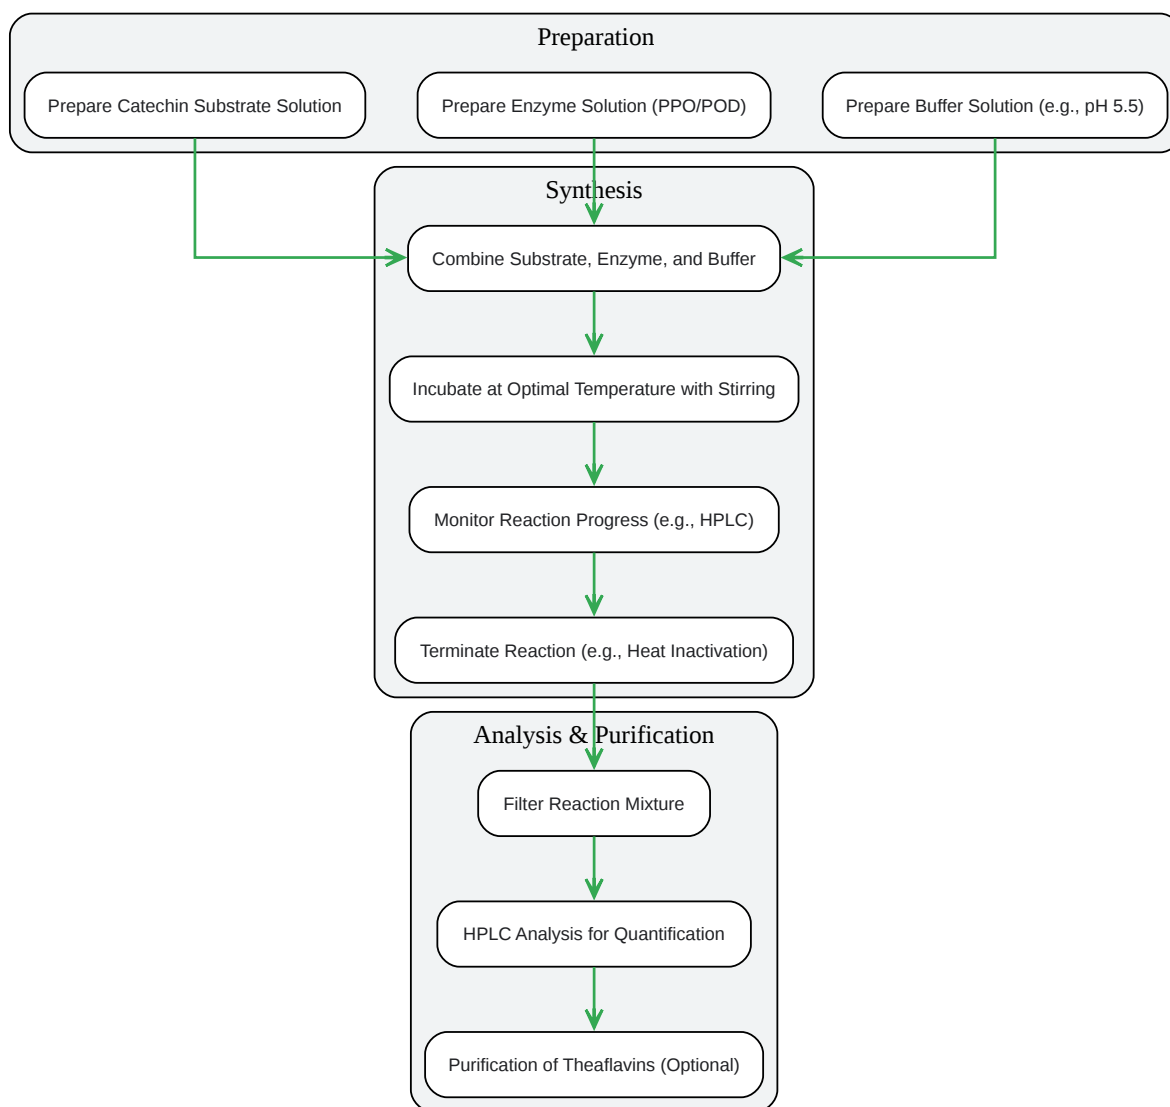 Preparation
Prepare Catechin Substrate Solution
Prepare Enzyme Solution (PPO/POD)
Prepare Buffer Solution (e.g., pH 5.5)
Synthesis
Combine Substrate, Enzyme, and Buffer
Incubate at Optimal Temperature with Stirring
Monitor Reaction Progress (e.g., HPLC)
Terminate Reaction (e.g., Heat Inactivation)
Analysis & Purification
Filter Reaction Mixture
HPLC Analysis for Quantification
Purification of Theaflavins (Optional)